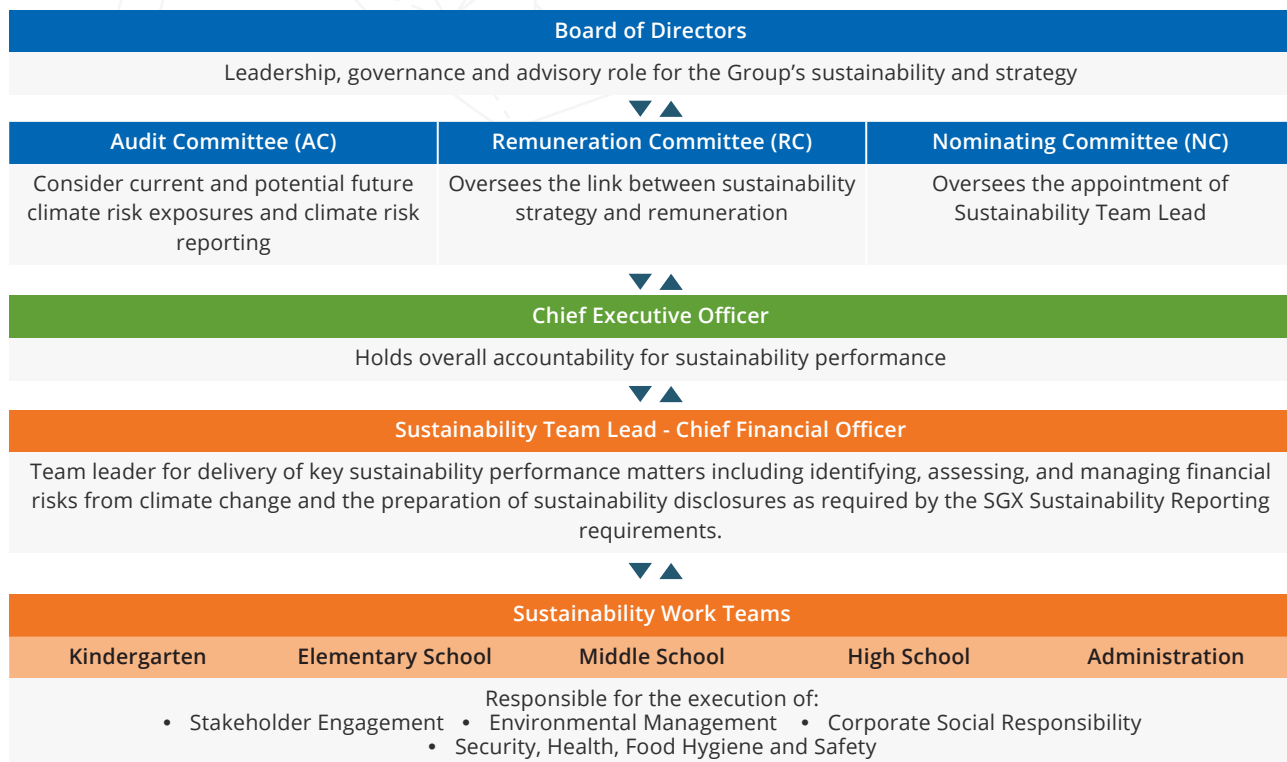 Board of Directors
Leadership, governance and advisory role for the Group's sustainability and strategy
Audit Committee (AC)
Consider current and potential future
climate risk exposures and climate risk
reporting
Remuneration Committee (RC)
Oversees the link between sustainability
strategy and remuneration
Nominating Committee (NC)
Oversees the appointment of
Sustainability Team Lead
Chief Executive Officer
Holds overall accountability for sustainability performance
Sustainability Team Lead - Chief Financial Officer
Team leader for delivery of key sustainability performance matters including identifying, assessing, and managing financial
risks from climate change and the preparation of sustainability disclosures as required by the SGX Sustainability Reporting
requirements.
Sustainability Work Teams
Kindergarten Elementary School Middle School High School Administration
Responsible for the execution of:
• Stakeholder Engagement • Environmental Management • Corporate Social Responsibility
• Security, Health, Food Hygiene and Safety